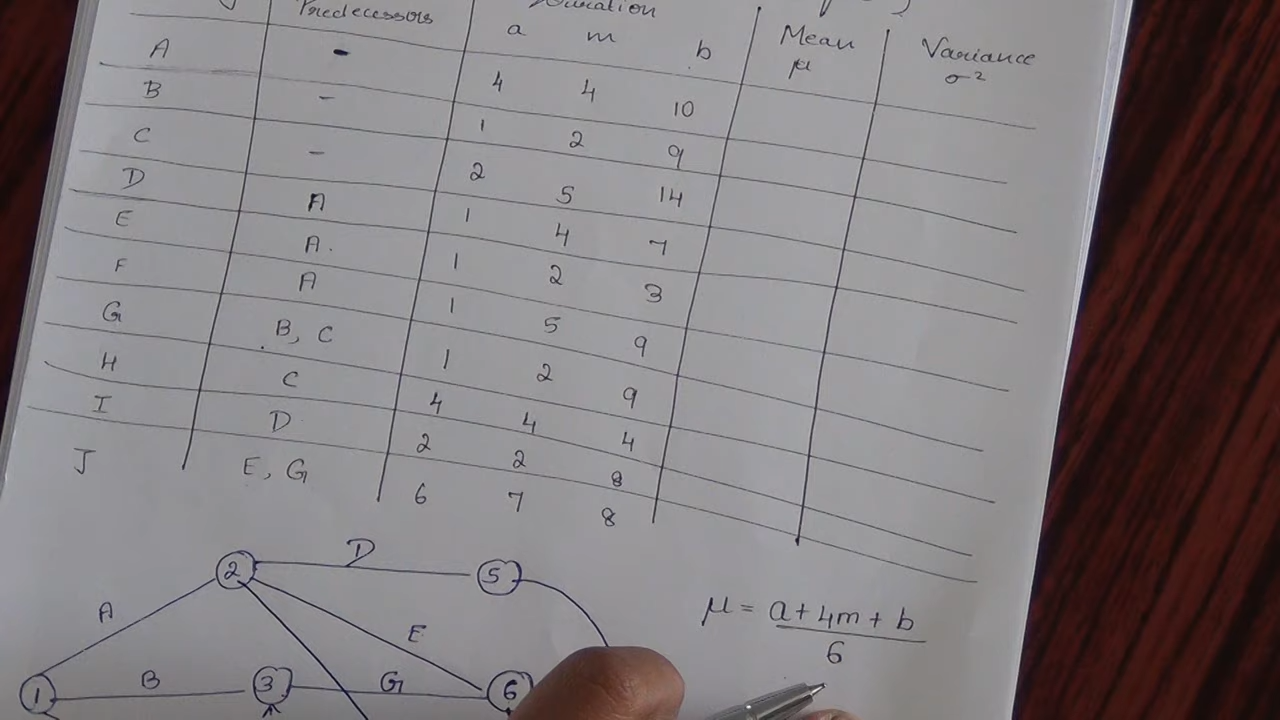 Predecessors Duration
a m b Mean μ Variance σ²
A - 4 4 10
B - 1 2 9
C - 2 5 14
D A 1 4 7
E A. 1 2 3
F A 1 5 9
G B, C 1 2 9
H C 4 4 4
I D 2 2 8
J E, G 6 7 8
D
2 5
A E μ = a + 4m + b / 6
1 B 3 G 6